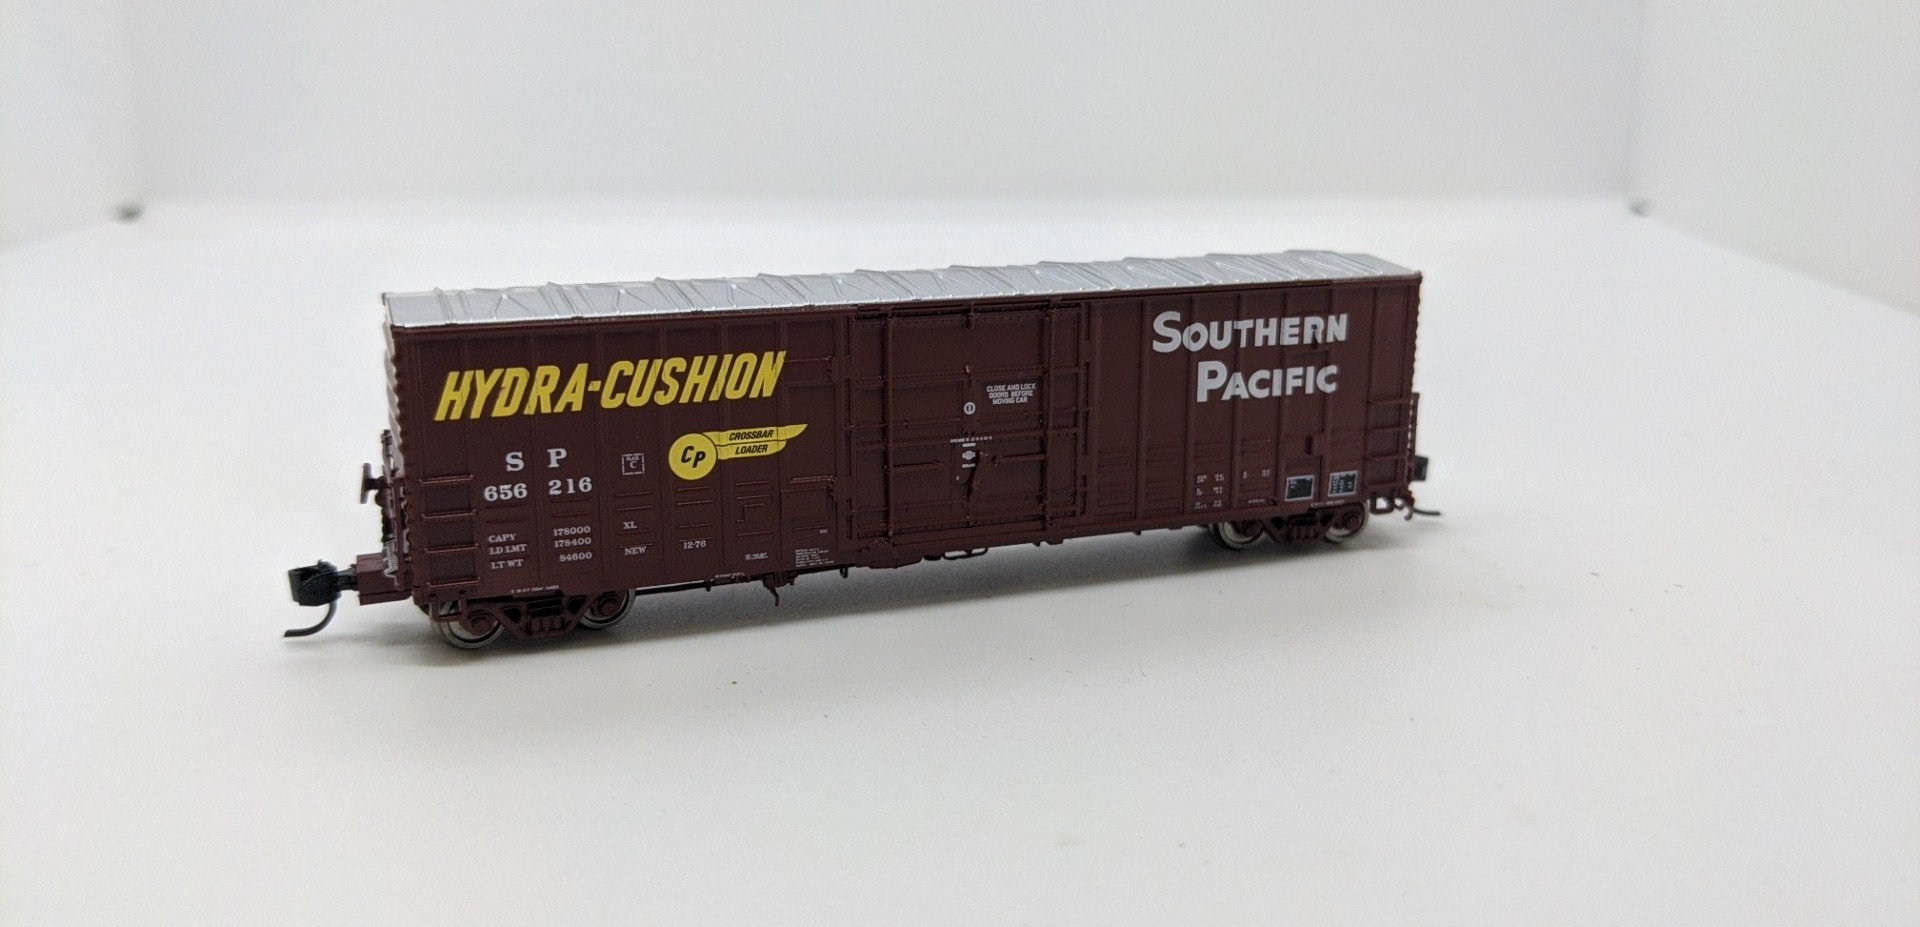 HYDRA-CUSHION
SP
656 216
CAPY 178000 XL
LD LMT 178400
LT WT 84600 NEW 12-76
PLATE
C
CP
CROSSBAR
LOADER
CLOSE AND LOCK
DOORS BEFORE
MOVING CAR
SOUTHERN
PACIFIC